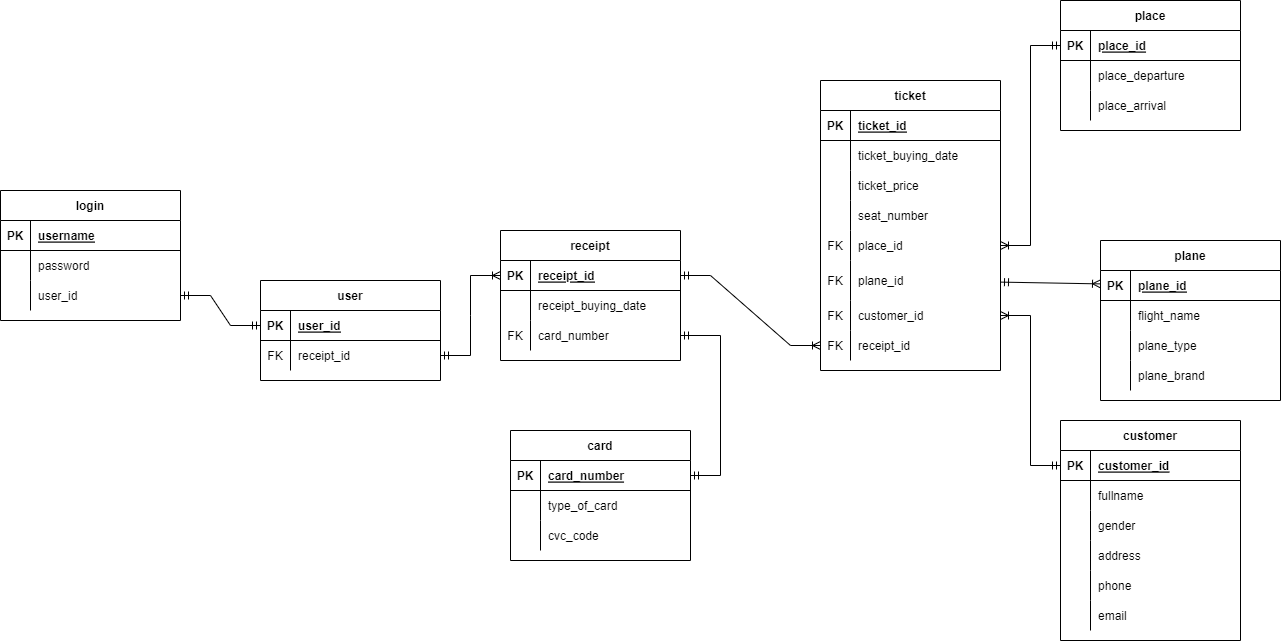 login
PK username
password
user_id
user
PK user_id
FK receipt_id
receipt
PK receipt_id
receipt_buying_date
FK card_number
card
PK card_number
type_of_card
cvc_code
ticket
PK ticket_id
ticket_buying_date
ticket_price
seat_number
FK place_id
FK plane_id
FK customer_id
FK receipt_id
place
PK place_id
place_departure
place_arrival
plane
PK plane_id
flight_name
plane_type
plane_brand
customer
PK customer_id
fullname
gender
address
phone
email